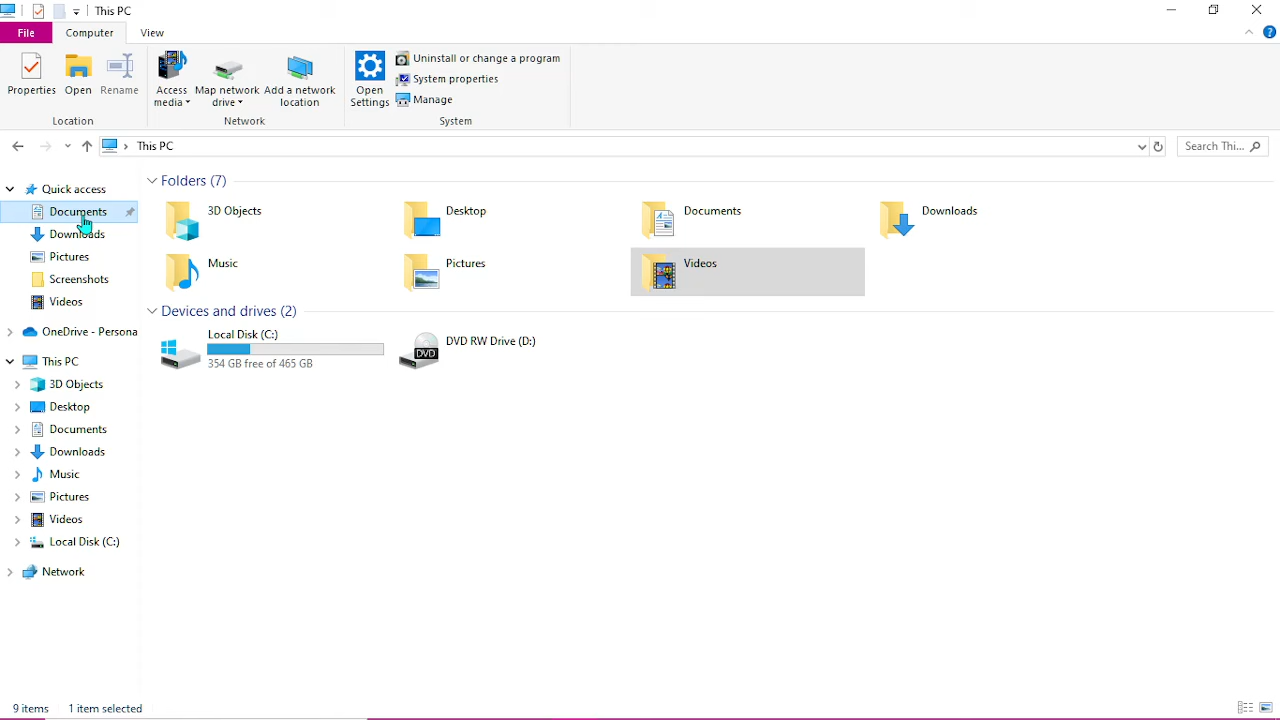 This PC
File Computer View
Properties Open Rename Access media Map network drive Add a network location Open Settings Uninstall or change a program
System properties
Manage
Location Network System
This PC Search Thi...
Quick access
Documents
Downloads
Pictures
Screenshots
Videos
OneDrive - Persona
This PC
3D Objects
Desktop
Documents
Downloads
Music
Pictures
Videos
Local Disk (C:)
Network
Folders (7)
3D Objects Desktop Documents Downloads
Music Pictures Videos
Devices and drives (2)
Local Disk (C:)
354 GB free of 465 GB
DVD RW Drive (D:)
DVD
9 items 1 item selected